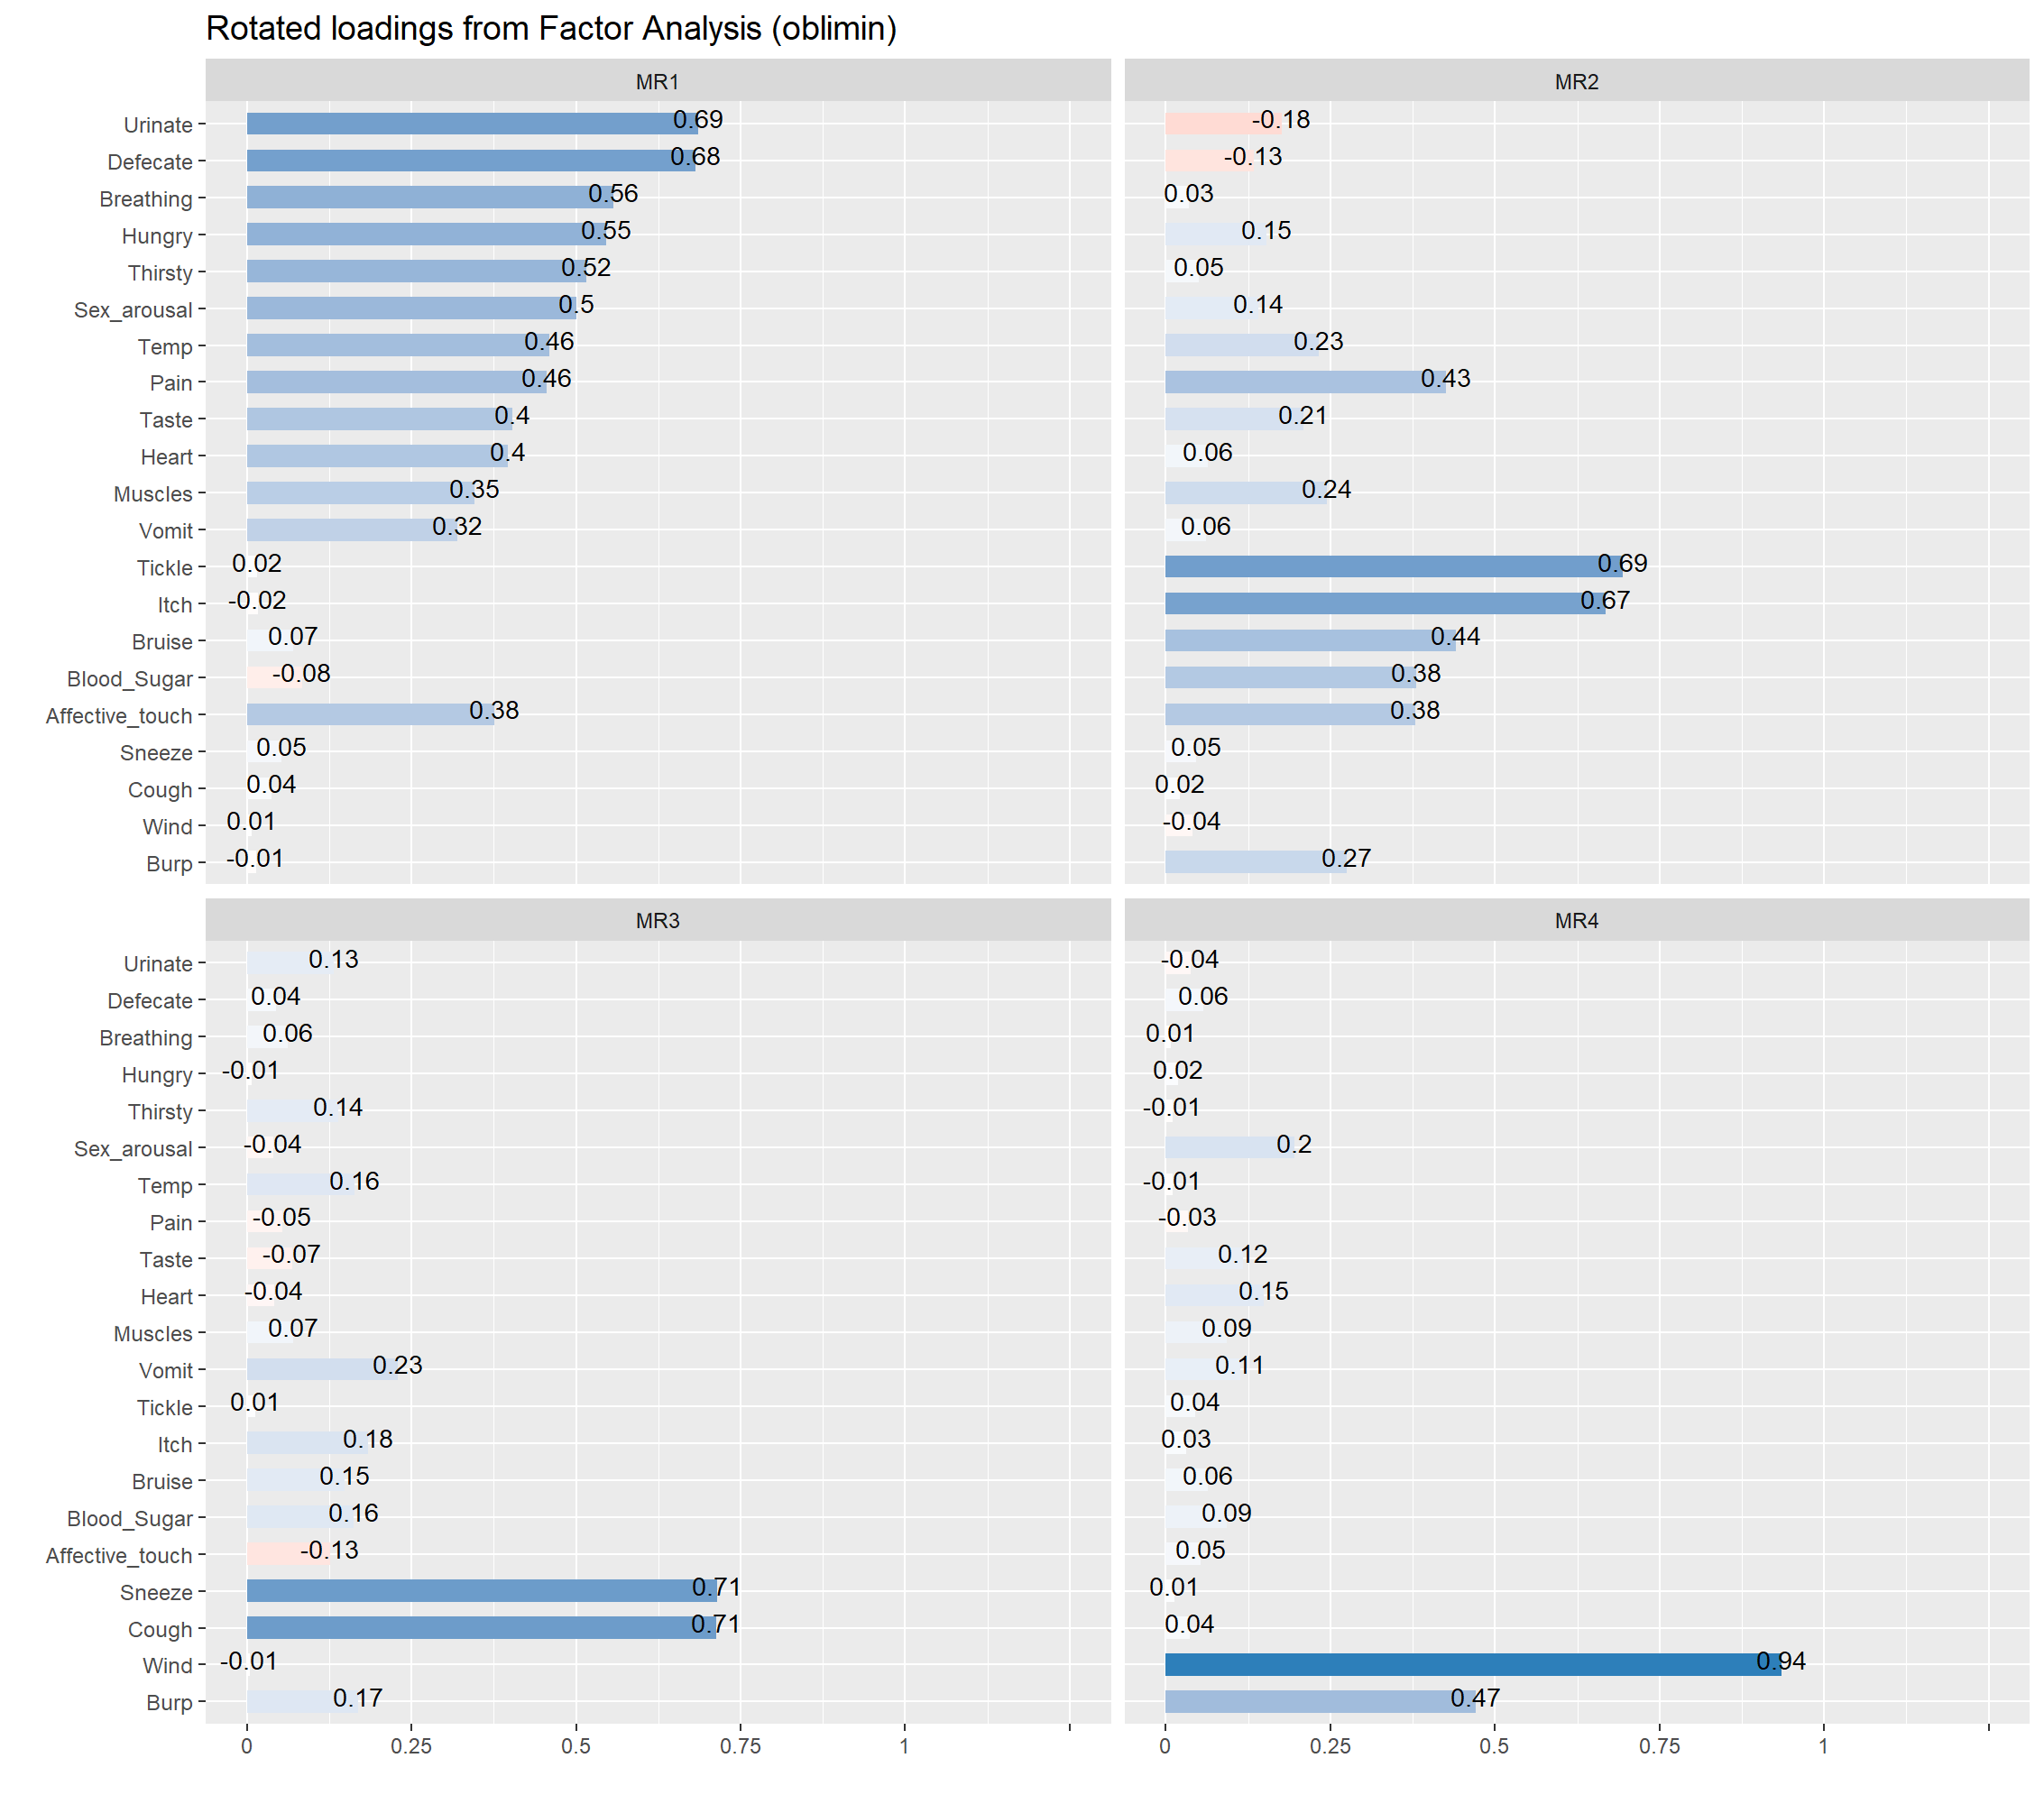 Rotated loadings from Factor Analysis (oblimin)
MR1 MR2
Urinate 0.69 -0.18
Defecate 0.68 -0.13
Breathing 0.56 0.03
Hungry 0.55 0.15
Thirsty 0.52 0.05
Sex_arousal 0.5 0.14
Temp 0.46 0.23
Pain 0.46 0.43
Taste 0.4 0.21
Heart 0.4 0.06
Muscles 0.35 0.24
Vomit 0.32 0.06
Tickle 0.02 0.69
Itch -0.02 0.67
Bruise 0.07 0.44
Blood_Sugar -0.08 0.38
Affective_touch 0.38 0.38
Sneeze 0.05 0.05
Cough 0.04 0.02
Wind 0.01 -0.04
Burp -0.01 0.27
MR3 MR4
Urinate 0.13 -0.04
Defecate 0.04 0.06
Breathing 0.06 0.01
Hungry -0.01 0.02
Thirsty 0.14 -0.01
Sex_arousal -0.04 0.2
Temp 0.16 -0.01
Pain -0.05 -0.03
Taste -0.07 0.12
Heart -0.04 0.15
Muscles 0.07 0.09
Vomit 0.23 0.11
Tickle 0.01 0.04
Itch 0.18 0.03
Bruise 0.15 0.06
Blood_Sugar 0.16 0.09
Affective_touch -0.13 0.05
Sneeze 0.71 0.01
Cough 0.71 0.04
Wind -0.01 0.94
Burp 0.17 0.47
0 0.25 0.5 0.75 1 0 0.25 0.5 0.75 1